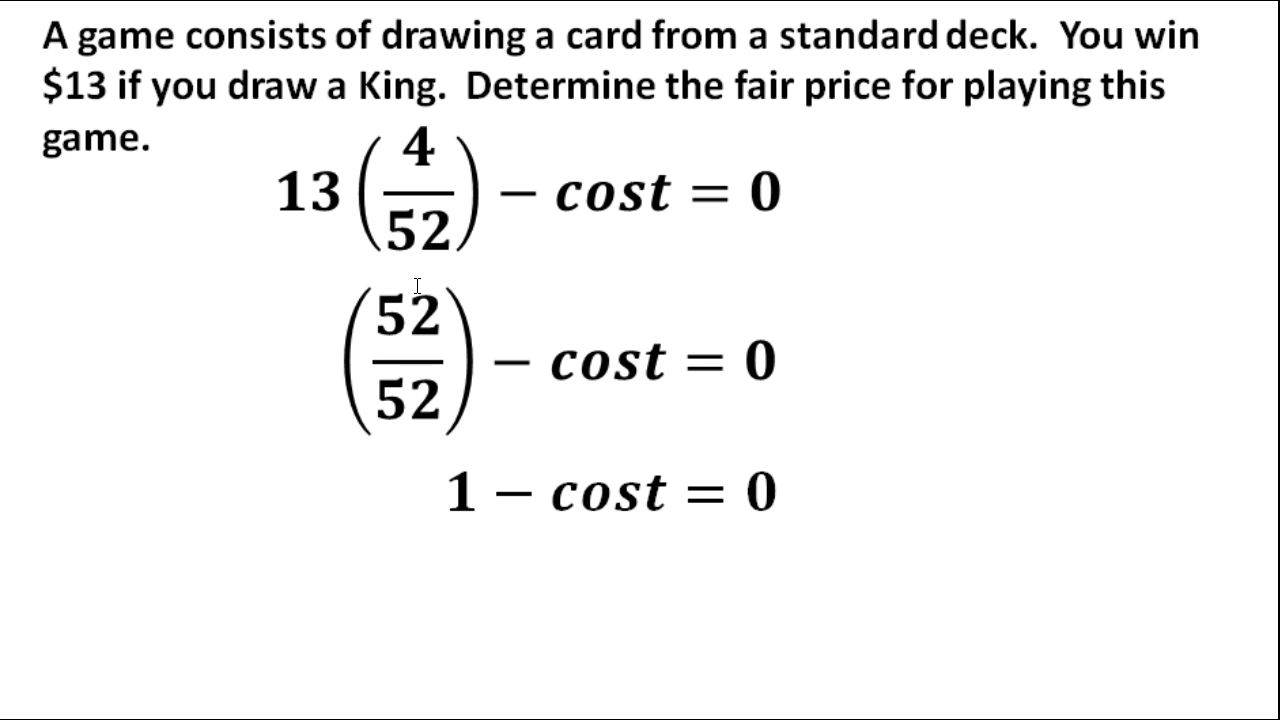 A game consists of drawing a card from a standard deck. You win
$13 if you draw a King. Determine the fair price for playing this
game.
13 (4/52) − cost = 0
(52/52) − cost = 0
1 − cost = 0